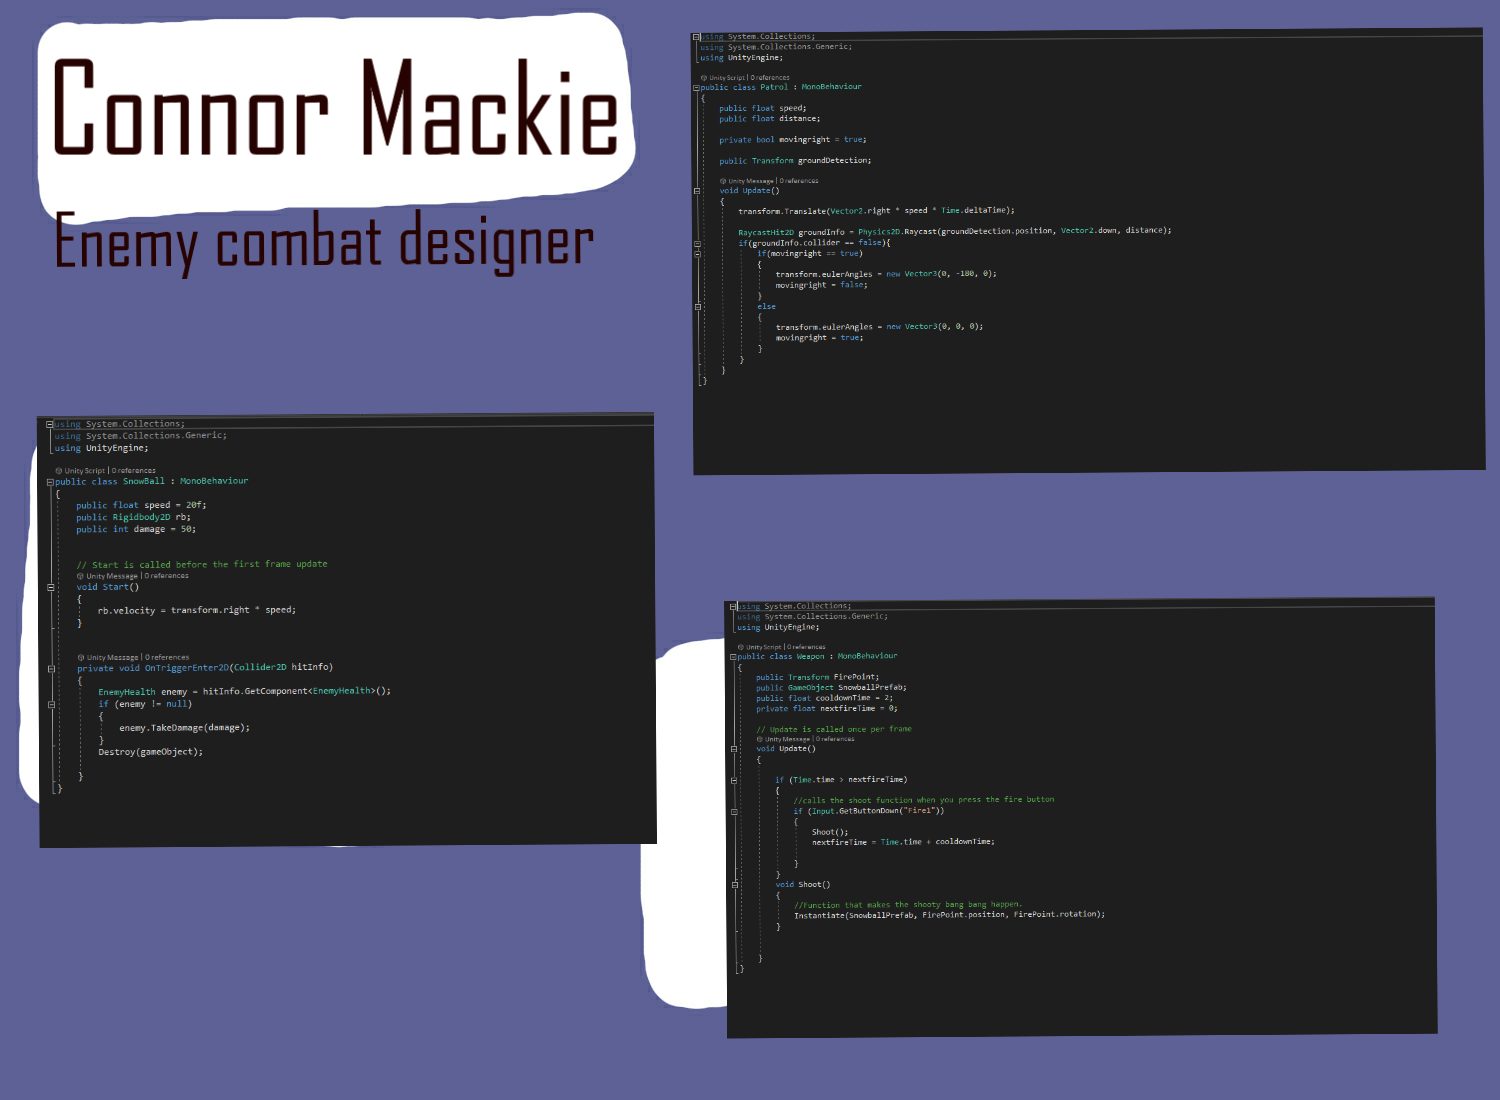 Connor Mackie
Enemy combat designer
using System.Collections;
using System.Collections.Generic;
using UnityEngine;
Unity Script | 0 references
public class Patrol : MonoBehaviour
{
public float speed;
public float distance;
private bool movingright = true;
public Transform groundDetection;
Unity Message | 0 references
void Update()
{
transform.Translate(Vector2.right * speed * Time.deltaTime);
RaycastHit2D groundInfo = Physics2D.Raycast(groundDetection.position, Vector2.down, distance);
if(groundInfo.collider == false){
if(movingright == true)
{
transform.eulerAngles = new Vector3(0, -180, 0);
movingright = false;
}
else
{
transform.eulerAngles = new Vector3(0, 0, 0);
movingright = true;
}
}
}
}
using System.Collections;
using System.Collections.Generic;
using UnityEngine;
Unity Script | 0 references
public class SnowBall : MonoBehaviour
{
public float speed = 20f;
public Rigidbody2D rb;
public int damage = 50;
// Start is called before the first frame update
Unity Message | 0 references
void Start()
{
rb.velocity = transform.right * speed;
}
Unity Message | 0 references
private void OnTriggerEnter2D(Collider2D hitInfo)
{
EnemyHealth enemy = hitInfo.GetComponent<EnemyHealth>();
if (enemy != null)
{
enemy.TakeDamage(damage);
}
Destroy(gameObject);
}
}
using System.Collections;
using System.Collections.Generic;
using UnityEngine;
Unity Script | 0 references
public class Weapon : MonoBehaviour
{
public Transform FirePoint;
public GameObject SnowballPrefab;
public float cooldownTime = 2;
private float nextfireTime = 0;
// Update is called once per frame
Unity Message | 0 references
void Update()
{
if (Time.time > nextfireTime)
{
//calls the shoot function when you press the fire button
if (Input.GetButtonDown("Fire1"))
{
Shoot();
nextfireTime = Time.time + cooldownTime;
}
}
void Shoot()
{
//Function that makes the shooty bang bang happen.
Instantiate(SnowballPrefab, FirePoint.position, FirePoint.rotation);
}
}
}